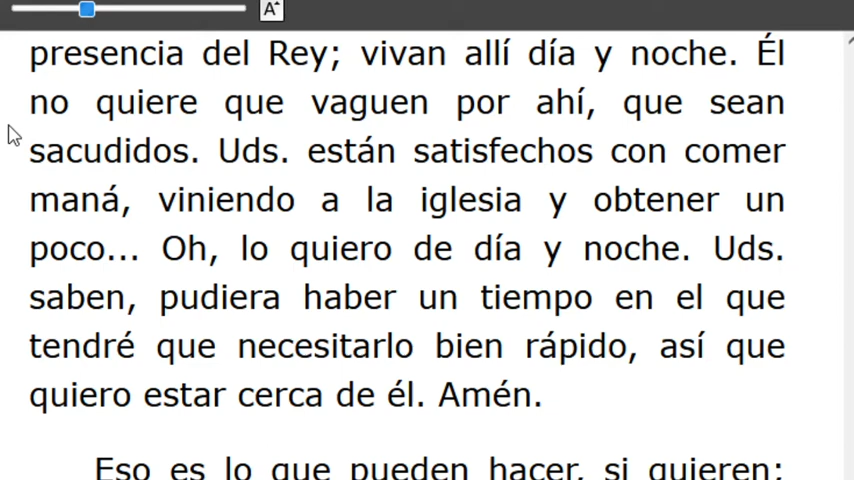 A
presencia del Rey; vivan allí día y noche. Él
no quiere que vaguen por ahí, que sean
sacudidos. Uds. están satisfechos con comer
maná, viniendo a la iglesia y obtener un
poco... Oh, lo quiero de día y noche. Uds.
saben, pudiera haber un tiempo en el que
tendré que necesitarlo bien rápido, así que
quiero estar cerca de él. Amén.
Eso es lo que pueden hacer, si quieren;